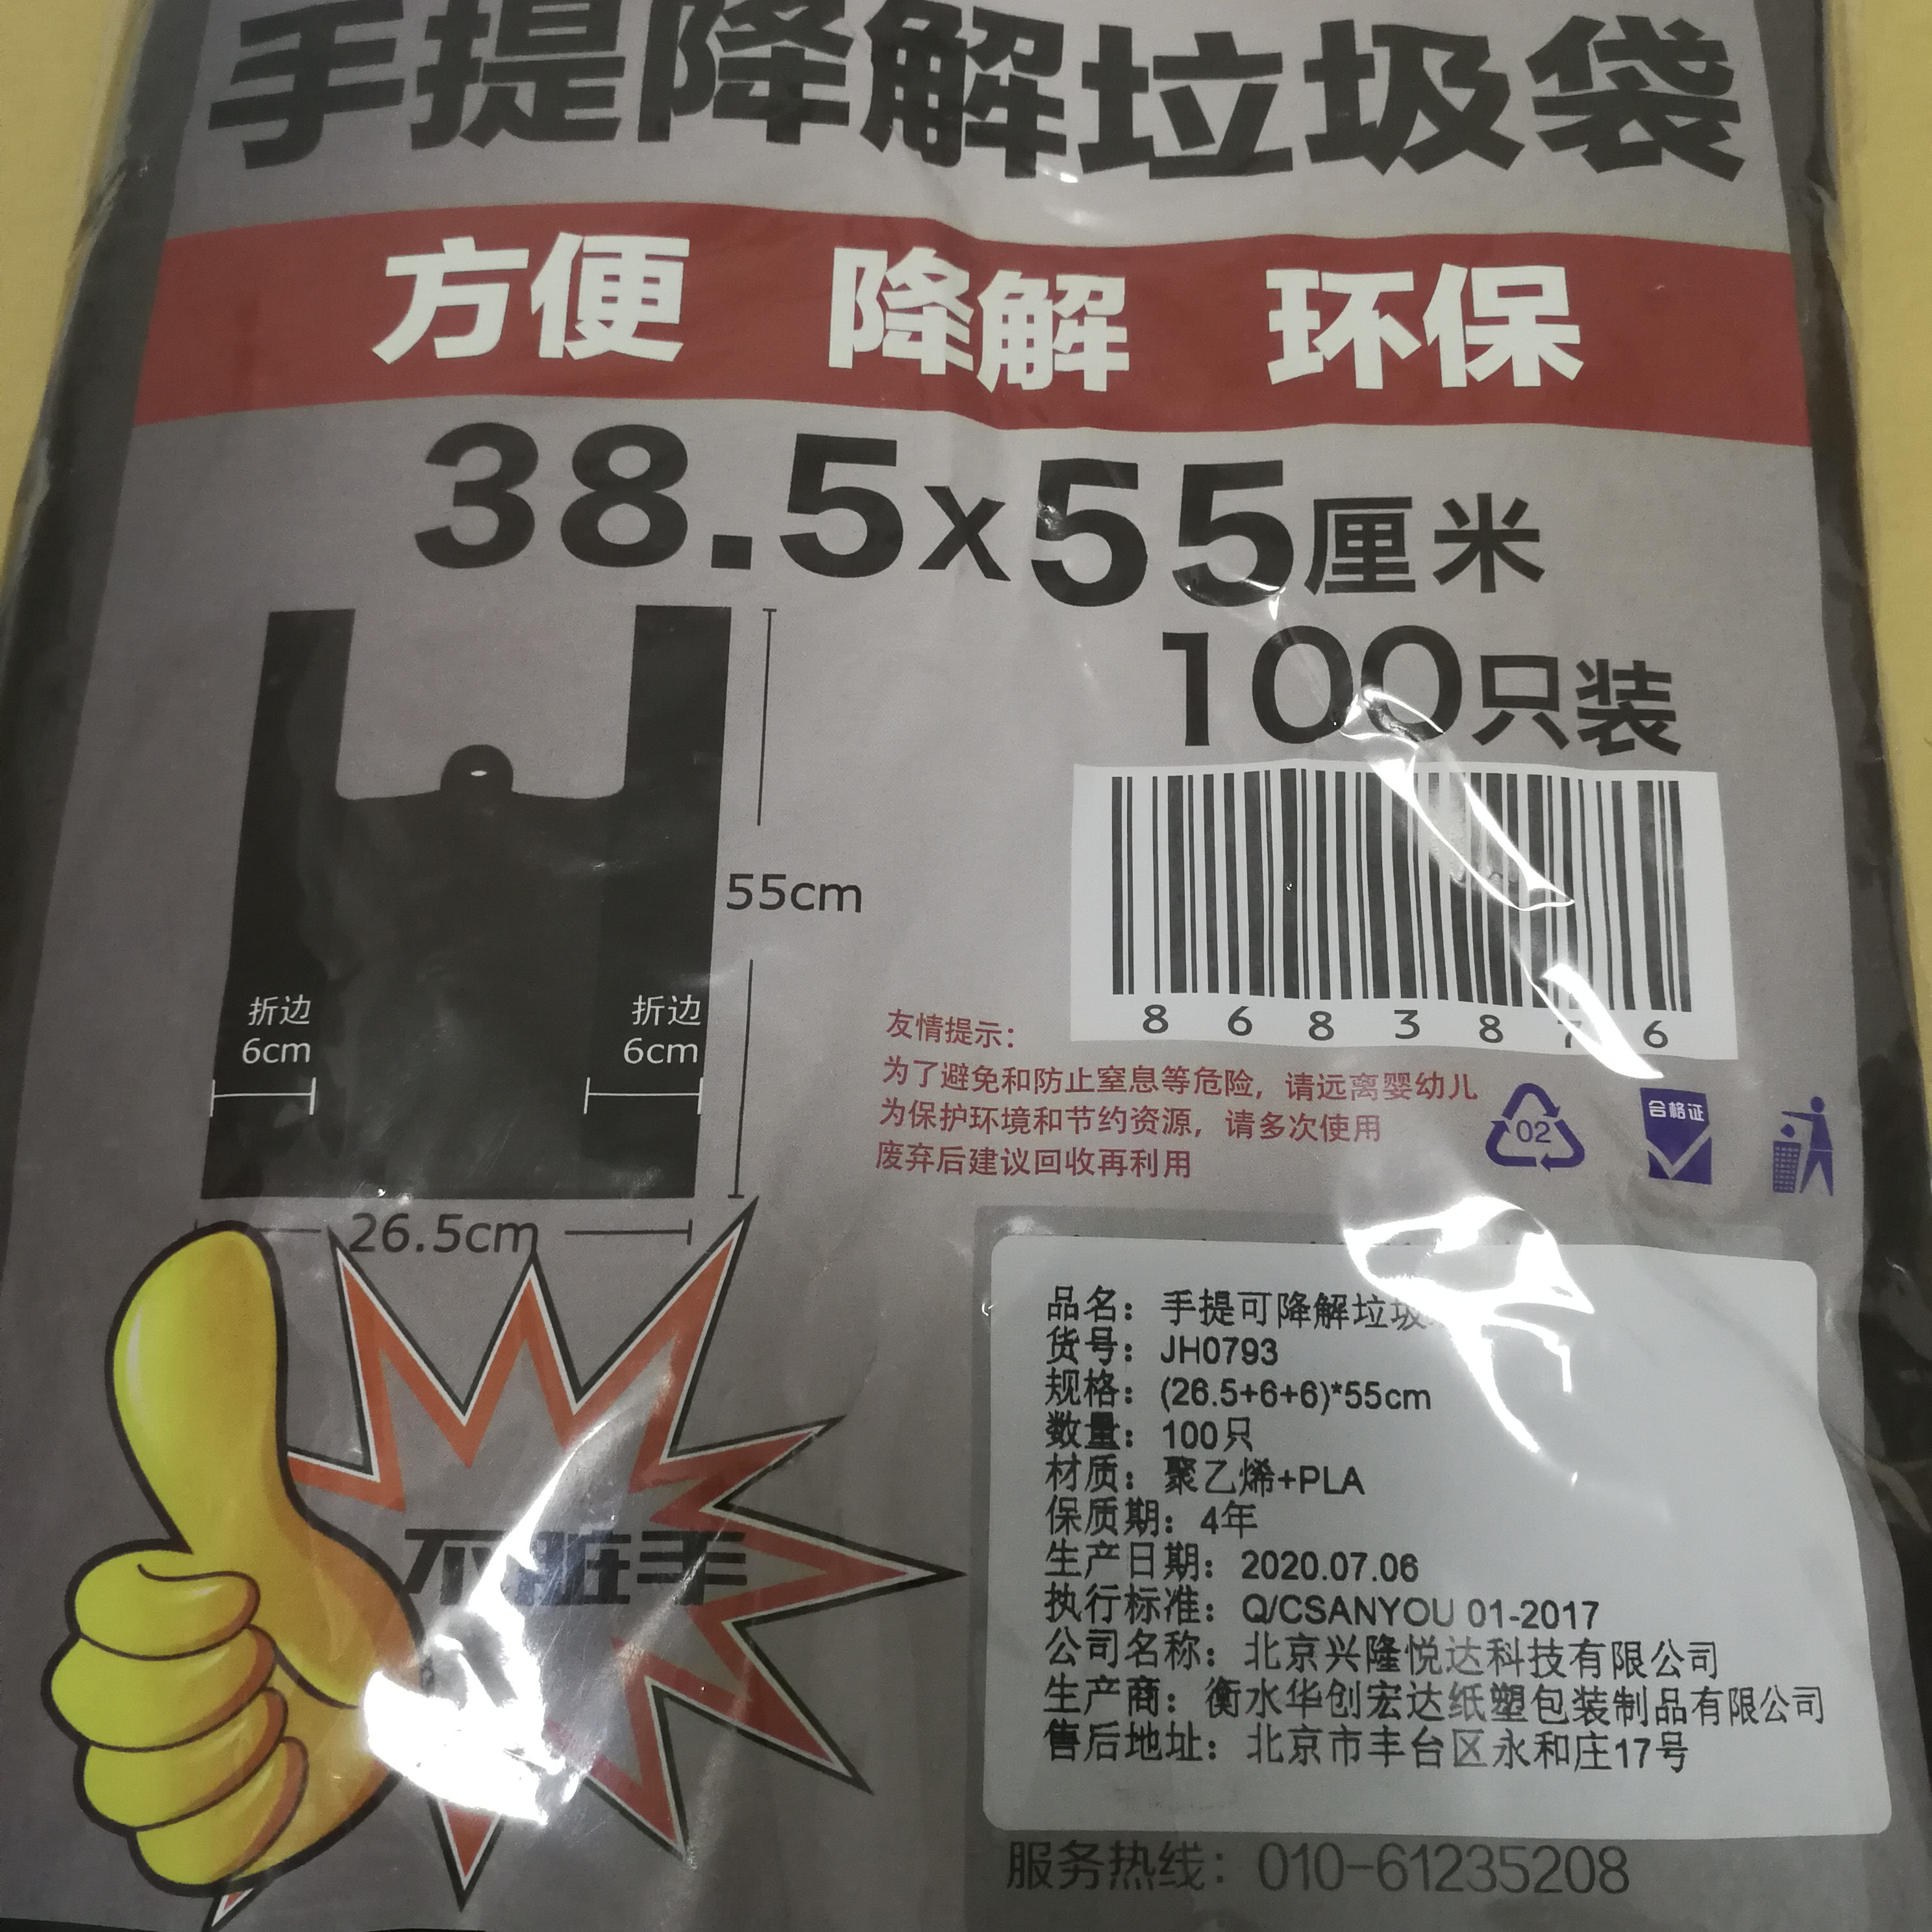 手提降解垃圾袋
方便 降解 环保
38.5x55厘米
100只装
55cm
折边
6cm
折边
6cm
26.5cm
8 6 8 3 8 7 6
友情提示：
为了避免和防止窒息等危险，请远离婴幼儿
为保护环境和节约资源，请多次使用
废弃后建议回收再利用
02
合格证
不脏手
品名：手提可降解垃圾
货号：JH0793
规格：(26.5+6+6)*55cm
数量：100只
材质：聚乙烯+PLA
保质期：4年
生产日期：2020.07.06
执行标准：Q/CSANYOU 01-2017
公司名称：北京兴隆悦达科技有限公司
生产商：衡水华创宏达纸塑包装制品有限公司
售后地址：北京市丰台区永和庄17号
服务热线：010-61235208